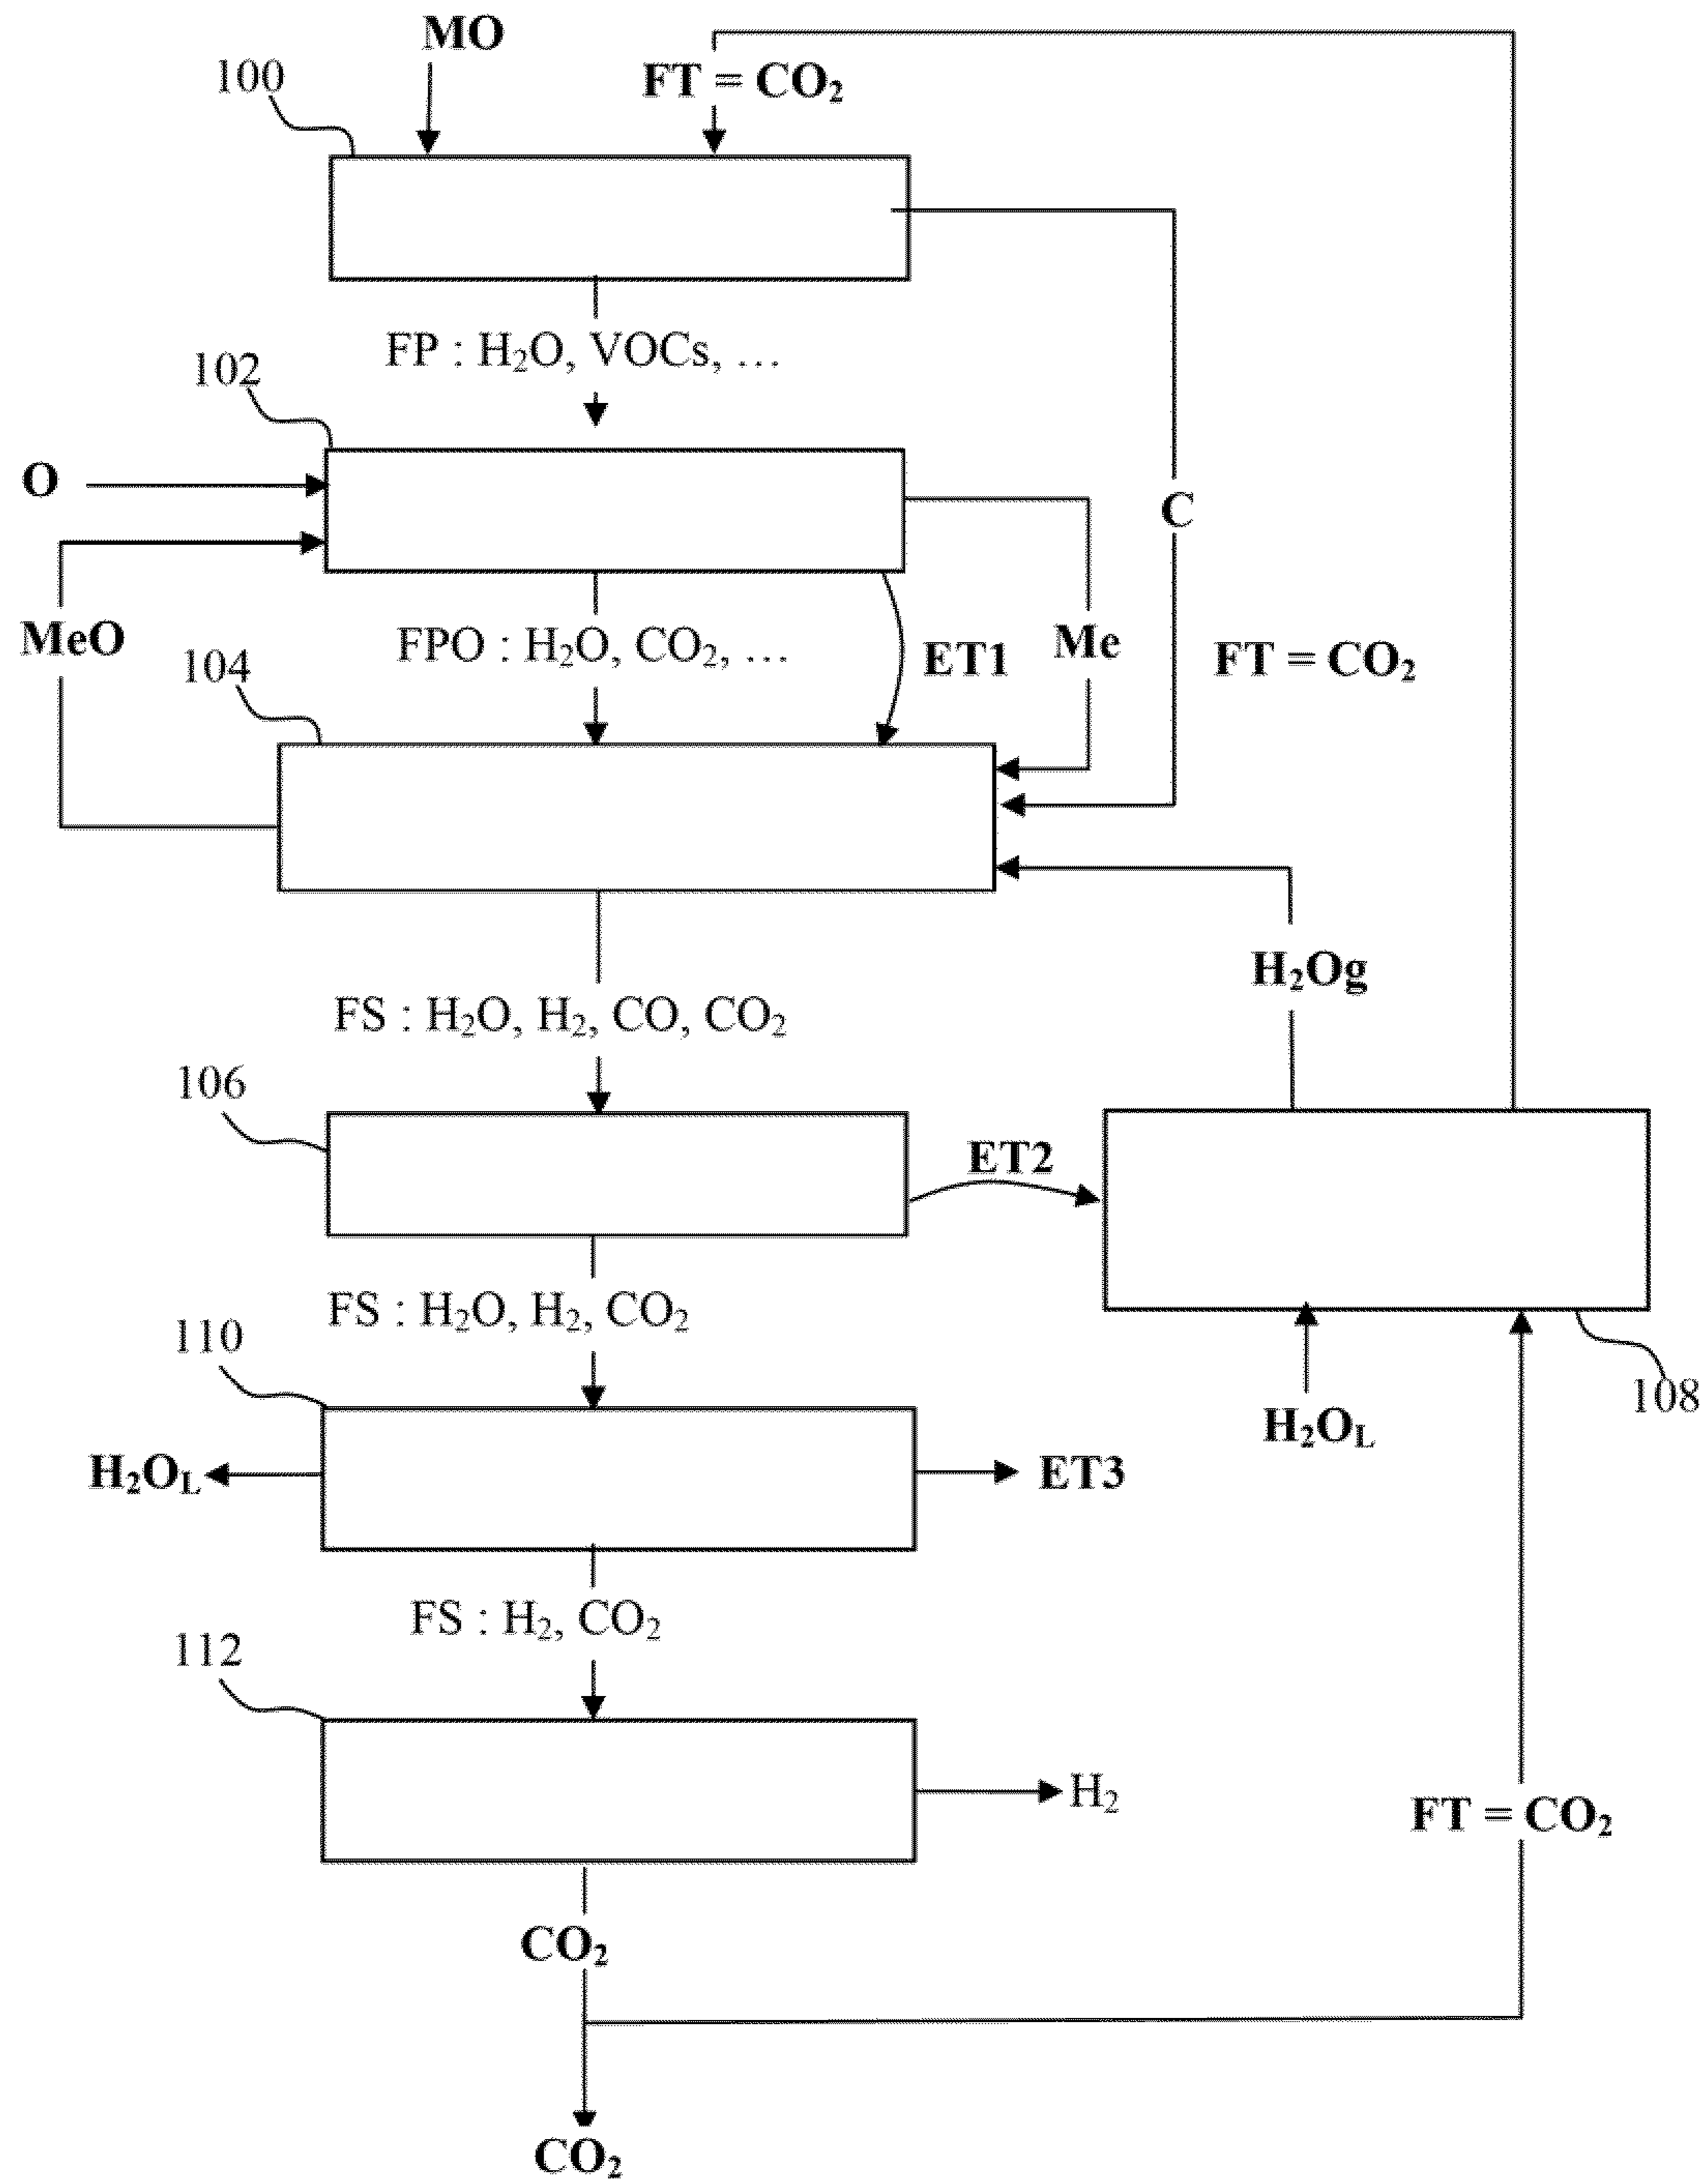 MO
100
FT = CO₂
FP : H₂O, VOCs, ...
102
O
C
MeO
FPO : H₂O, CO₂, ...
ET1
Me
FT = CO₂
104
H₂Og
FS : H₂O, H₂, CO, CO₂
106
ET2
FS : H₂O, H₂, CO₂
110
108
H₂O_L
H₂O_L
ET3
FS : H₂, CO₂
112
H₂
FT = CO₂
CO₂
CO₂